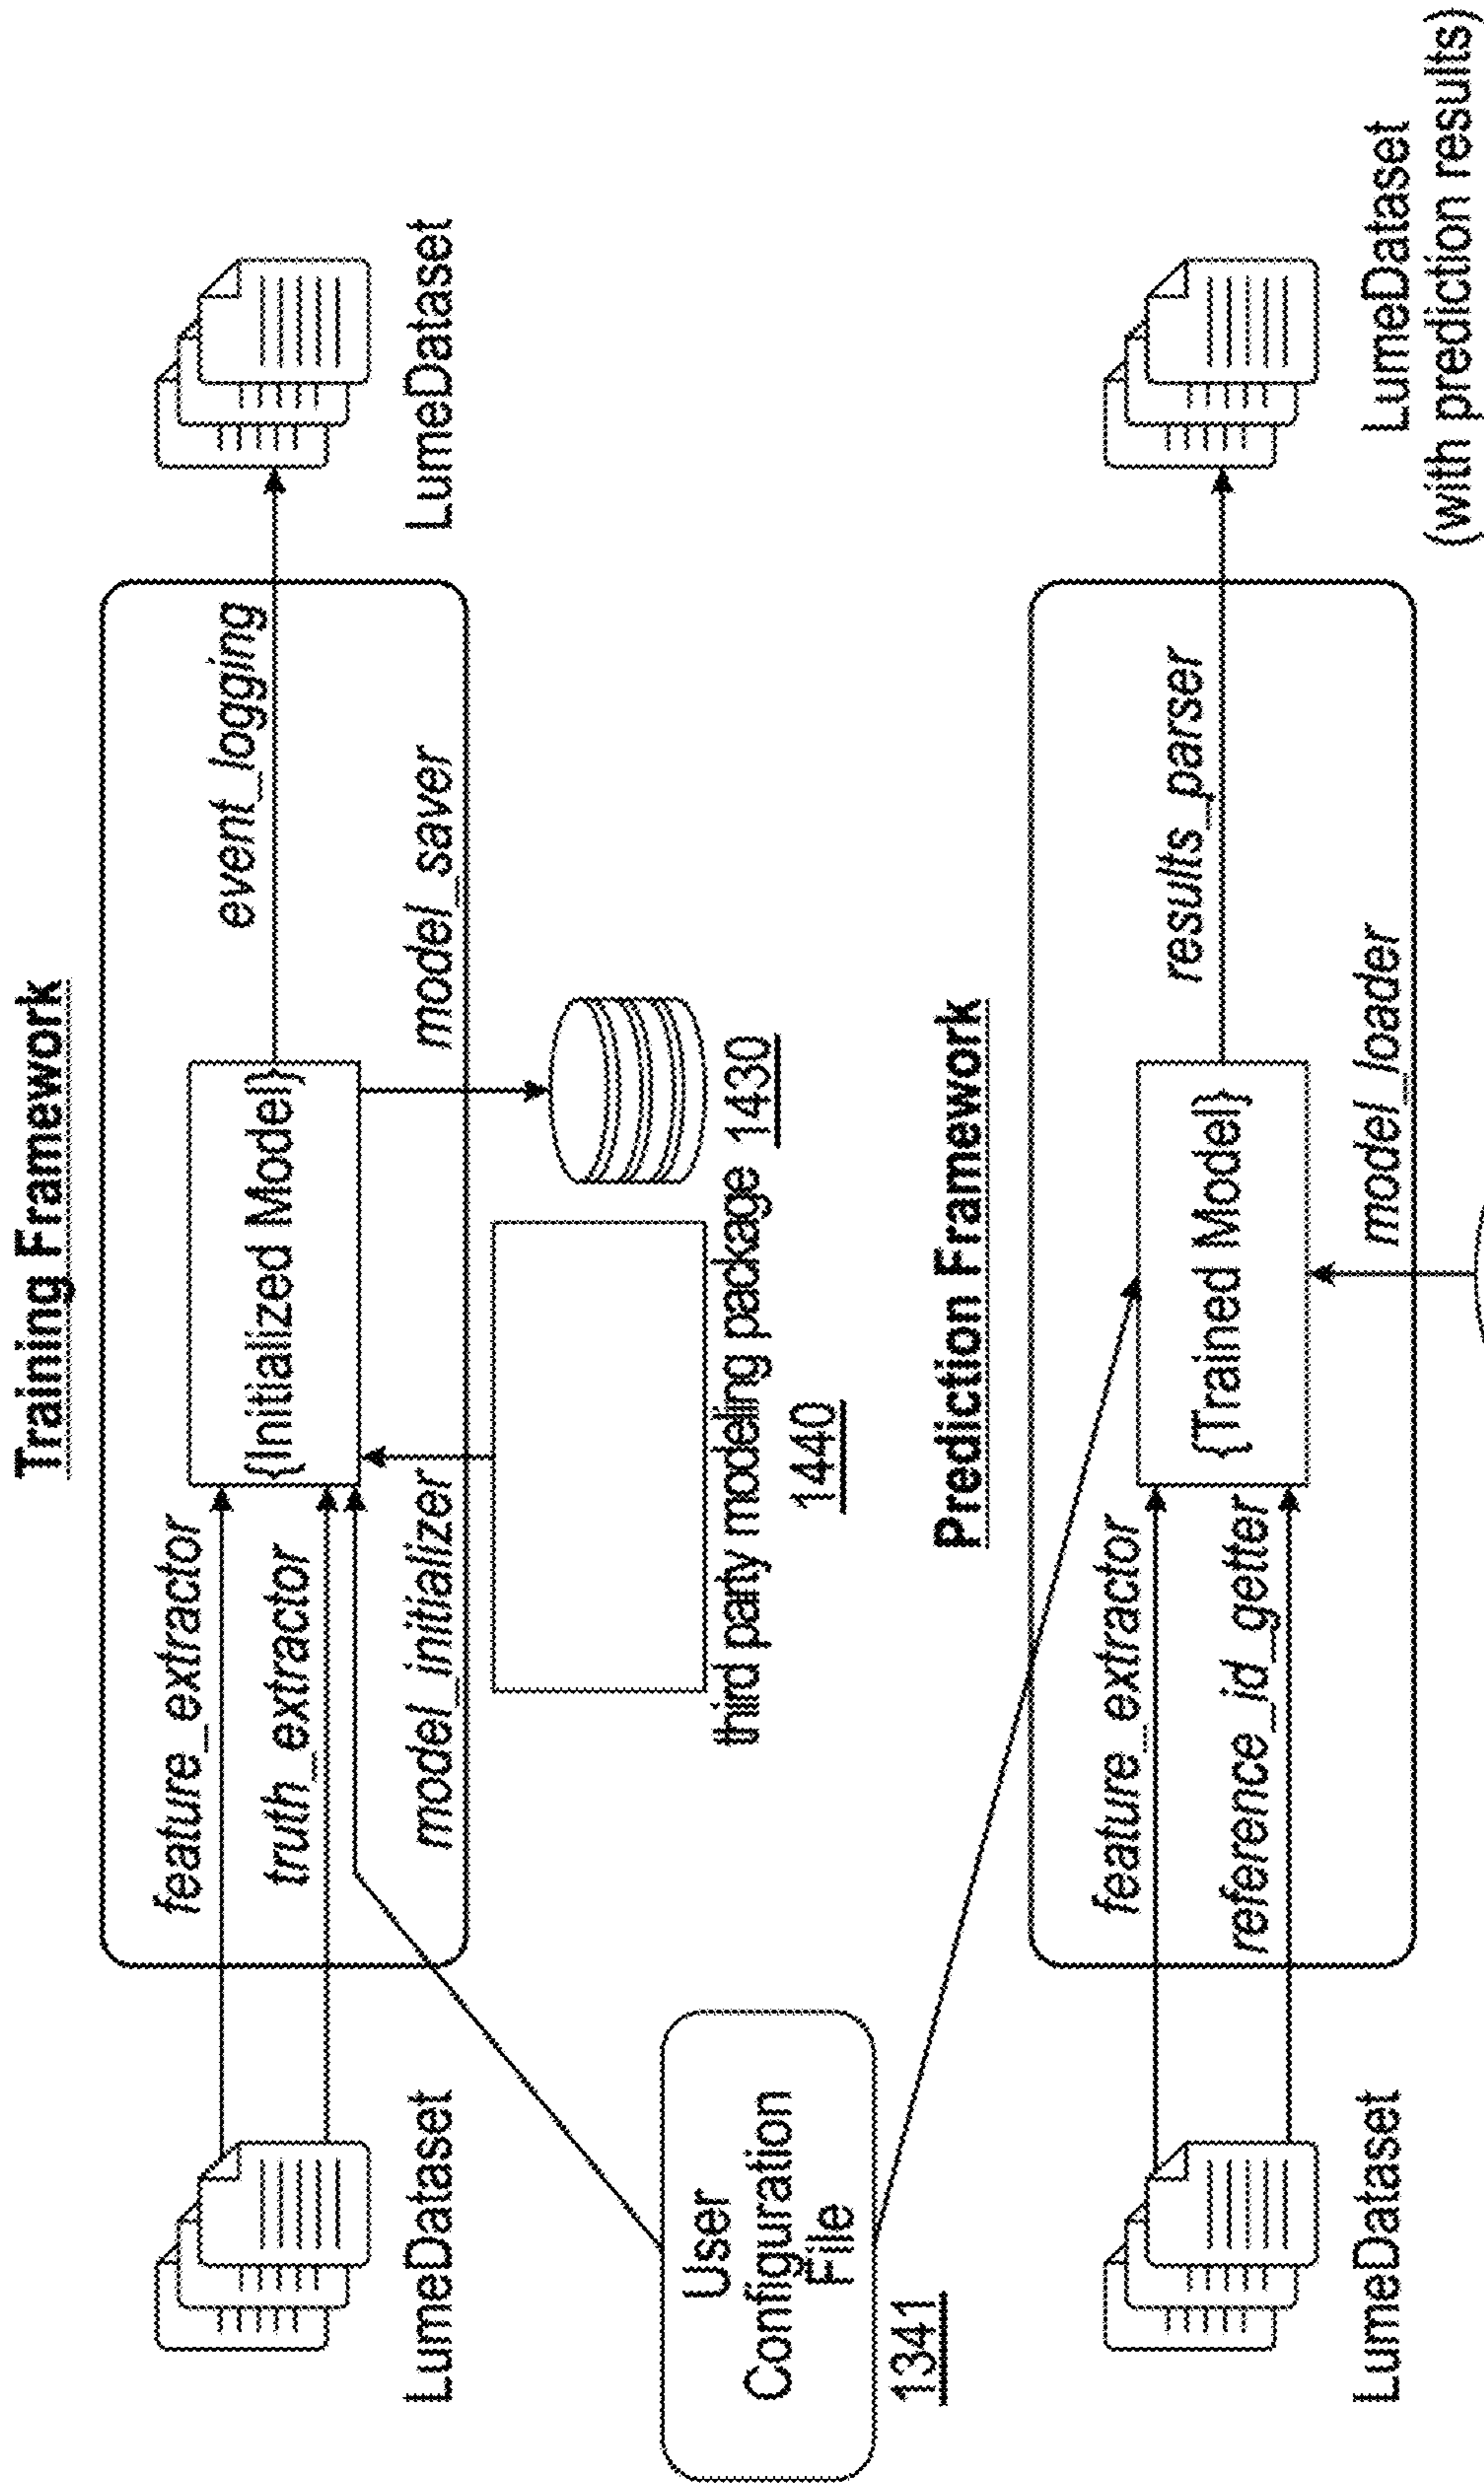 Training Framework
feature_extractor
event_logging
truth_extractor
{Initialized Model}
LumeDataset
model_initializer
model_saver
LumeDataset
User
Configuration
File
1341
third party modeling package
1430
1440
Prediction Framework
feature_extractor
results_parser
reference_id_getter
{Trained Model}
LumeDataset
model_loader
LumeDataset
(with prediction results)